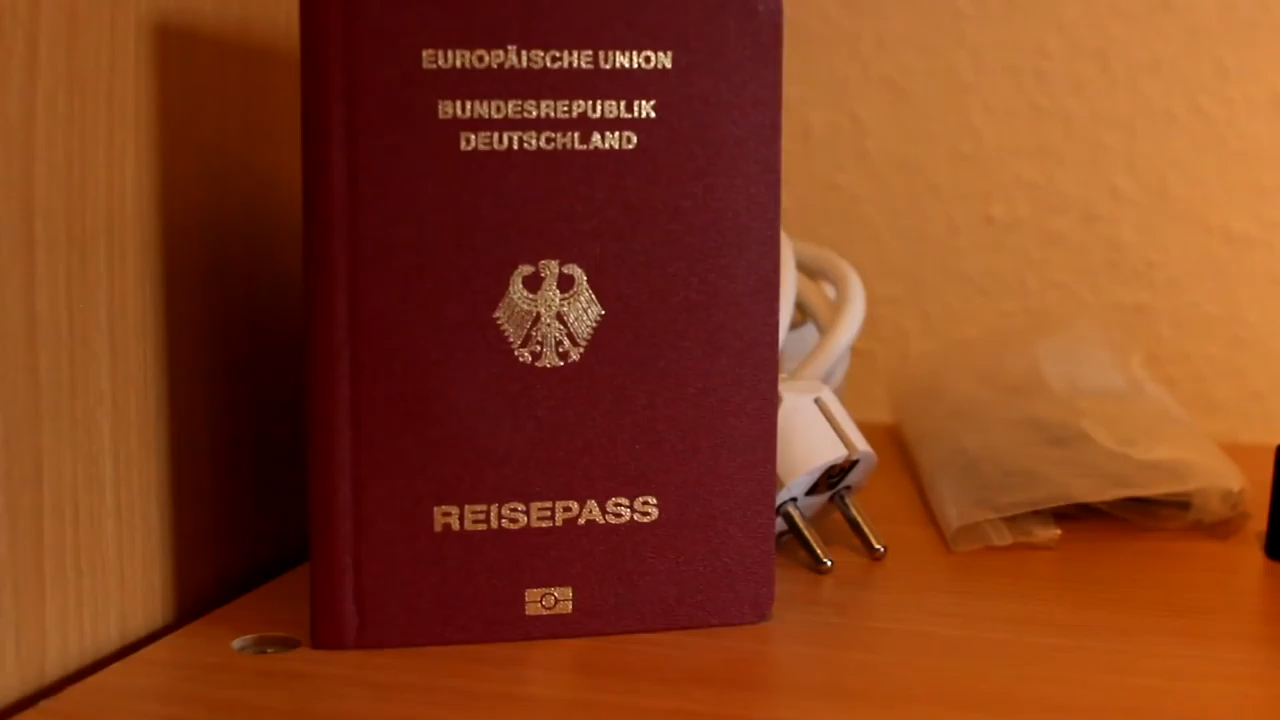 EUROPÄISCHE UNION
BUNDESREPUBLIK
DEUTSCHLAND
REISEPASS